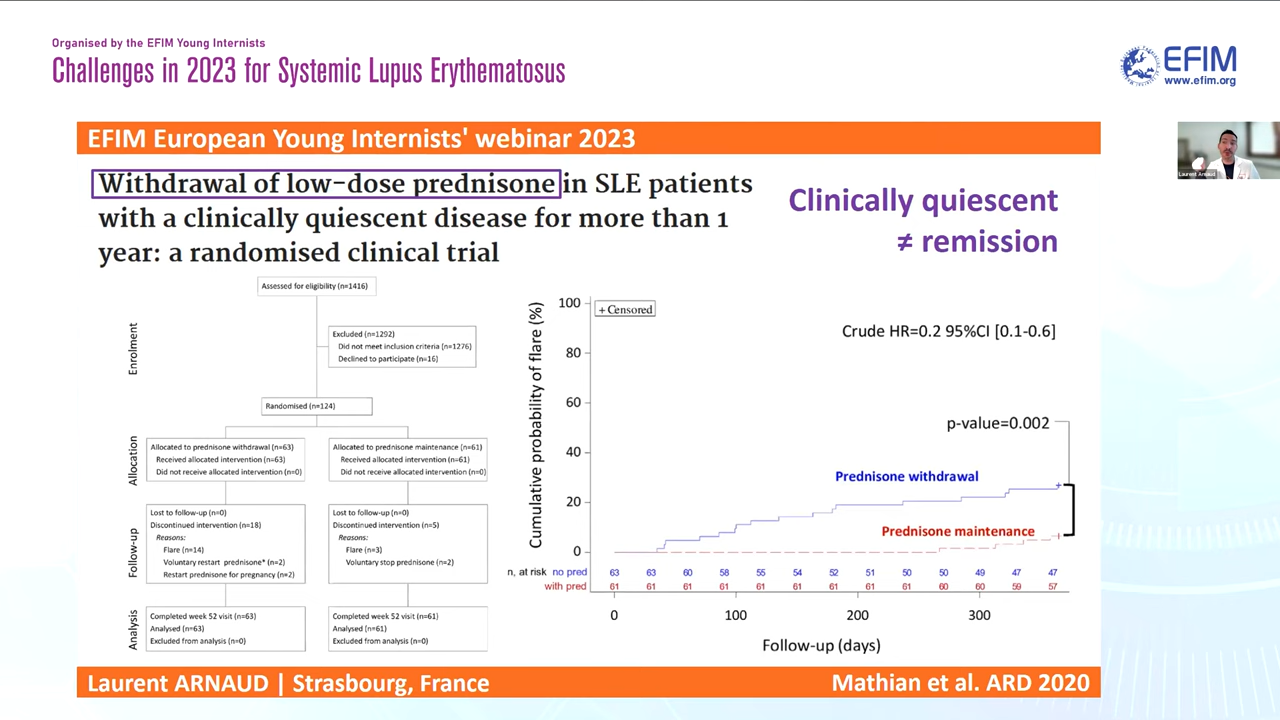 Organised by the EFIM Young Internists
Challenges in 2023 for Systemic Lupus Erythematosus
EFIM
www.efim.org
EFIM European Young Internists' webinar 2023
Laurent Arnaud
Withdrawal of low-dose prednisone in SLE patients
with a clinically quiescent disease for more than 1
year: a randomised clinical trial
Clinically quiescent
≠ remission
Enrolment
Assessed for eligibility (n=1416)
Excluded (n=1292)
Did not meet inclusion criteria (n=1276)
Declined to participate (n=16)
Randomised (n=124)
Allocation
Allocated to prednisone withdrawal (n=63)
Received allocated intervention (n=63)
Did not receive allocated intervention (n=0)
Allocated to prednisone maintenance (n=61)
Received allocated intervention (n=61)
Did not receive allocated intervention (n=0)
Follow-up
Lost to follow-up (n=0)
Discontinued intervention (n=18)
Reasons:
Flare (n=14)
Voluntary restart prednisone* (n=2)
Restart prednisone for pregnancy (n=2)
Lost to follow-up (n=0)
Discontinued intervention (n=5)
Reasons:
Flare (n=3)
Voluntary stop prednisone (n=2)
Analysis
Completed week 52 visit (n=63)
Analysed (n=63)
Excluded from analysis (n=0)
Completed week 52 visit (n=61)
Analysed (n=61)
Excluded from analysis (n=0)
Cumulative probability of flare (%)
100
80
60
40
20
0
+ Censored
Crude HR=0.2 95%CI [0.1-0.6]
p-value=0.002
Prednisone withdrawal
Prednisone maintenance
n, at risk no pred 63 63 60 58 55 54 52 51 50 50 49 47 47
with pred 61 61 61 61 61 61 61 61 61 60 60 59 57
0 100 200 300
Follow-up (days)
Laurent ARNAUD | Strasbourg, France
Mathian et al. ARD 2020